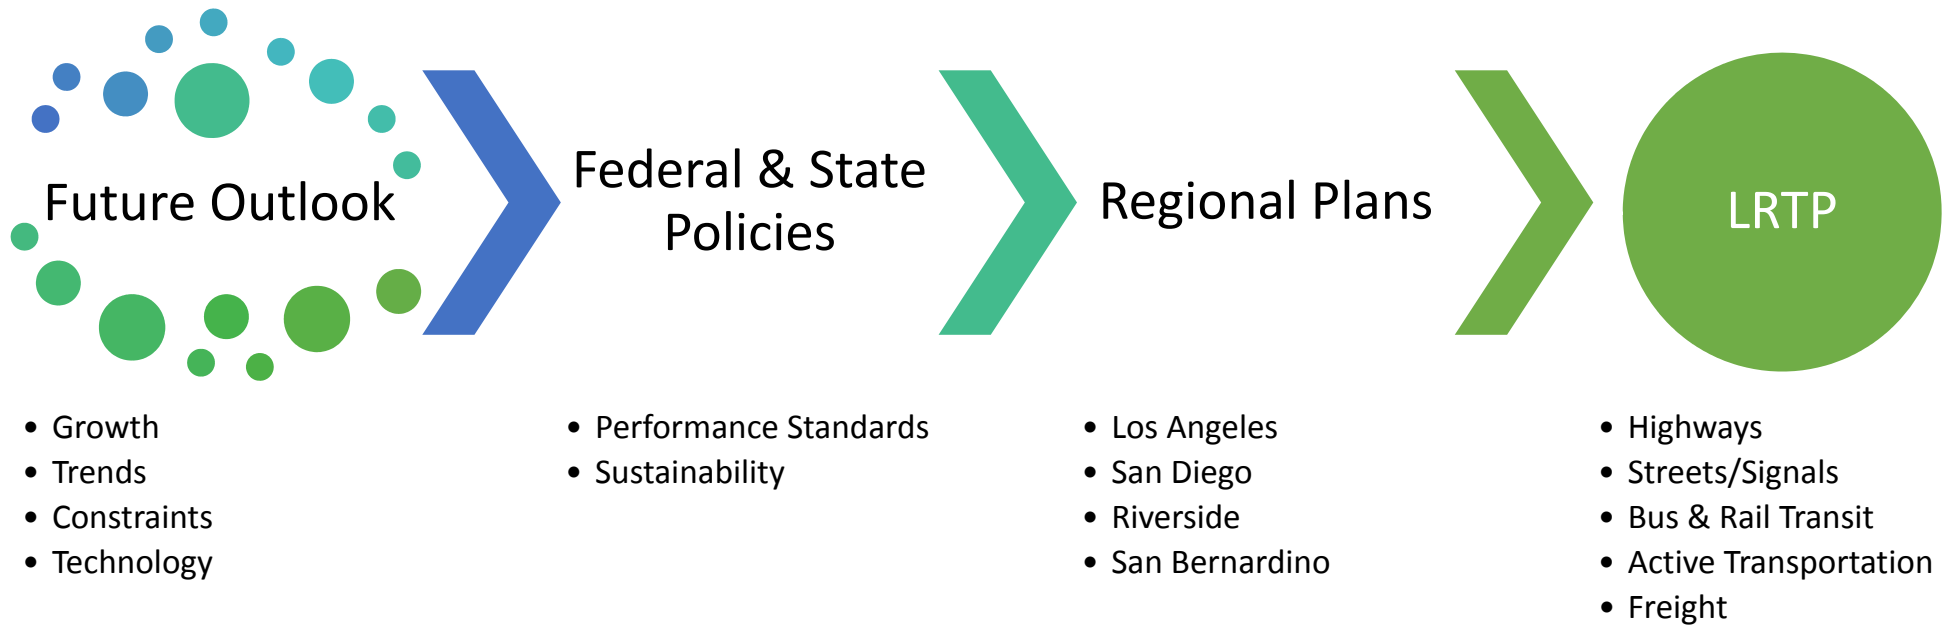 Future Outlook
Federal & State
Policies
Regional Plans
LRTP
• Growth
• Trends
• Constraints
• Technology
• Performance Standards
• Sustainability
• Los Angeles
• San Diego
• Riverside
• San Bernardino
• Highways
• Streets/Signals
• Bus & Rail Transit
• Active Transportation
• Freight